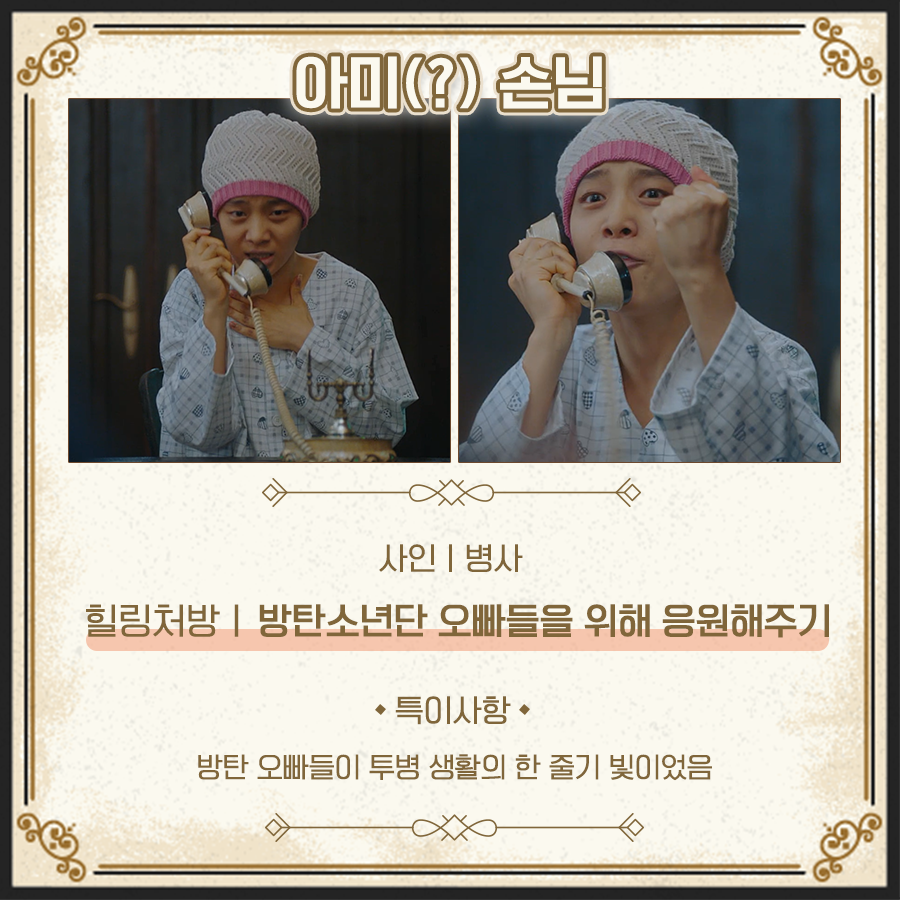 아미(?) 손님
사인 | 병사
힐링처방 | 방탄소년단 오빠들을 위해 응원해주기
• 특이사항 •
방탄 오빠들이 투병 생활의 한 줄기 빛이었음